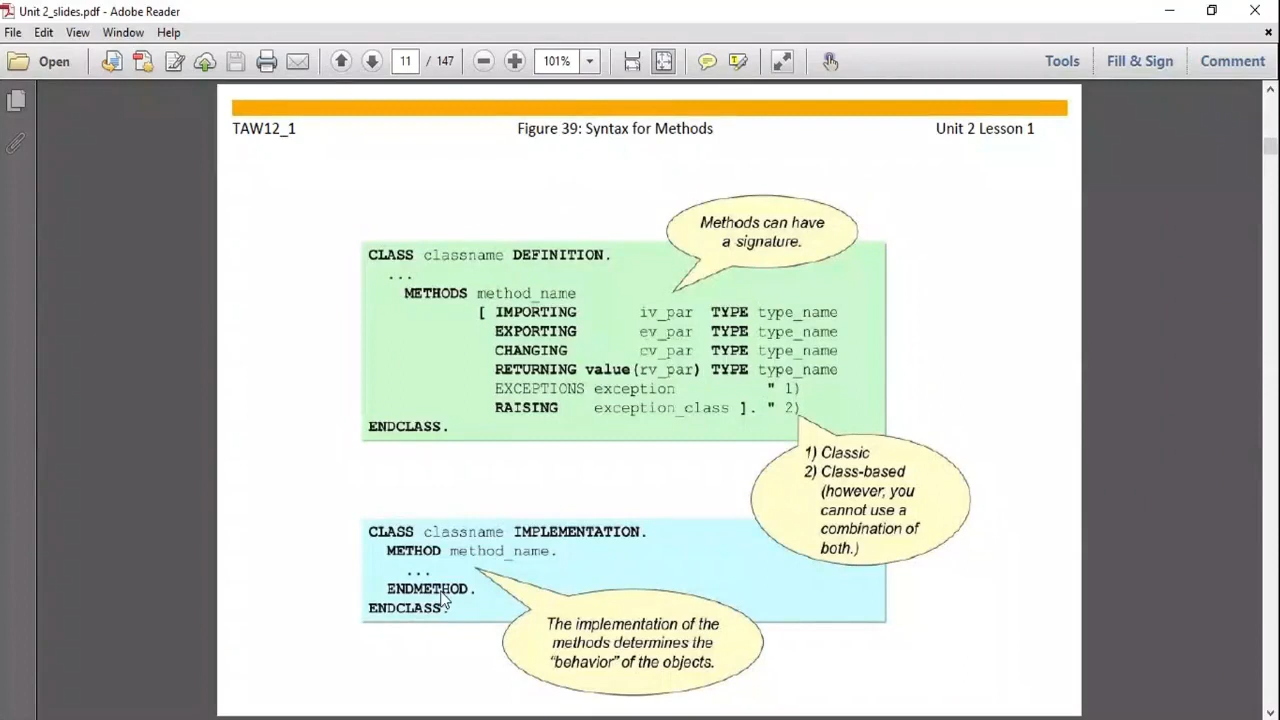 Unit 2_slides.pdf - Adobe Reader
File Edit View Window Help
Open 11 / 147 101% Tools Fill & Sign Comment
TAW12_1 Figure 39: Syntax for Methods Unit 2 Lesson 1
Methods can have
a signature.
CLASS classname DEFINITION.
...
METHODS method_name
[ IMPORTING iv_par TYPE type_name
EXPORTING ev_par TYPE type_name
CHANGING cv_par TYPE type_name
RETURNING value(rv_par) TYPE type_name
EXCEPTIONS exception " 1)
RAISING exception_class ]. " 2)
ENDCLASS.
1) Classic
2) Class-based
(however, you
cannot use a
combination of
both.)
CLASS classname IMPLEMENTATION.
METHOD method_name.
...
ENDMETHOD.
ENDCLASS.
The implementation of the
methods determines the
“behavior” of the objects.